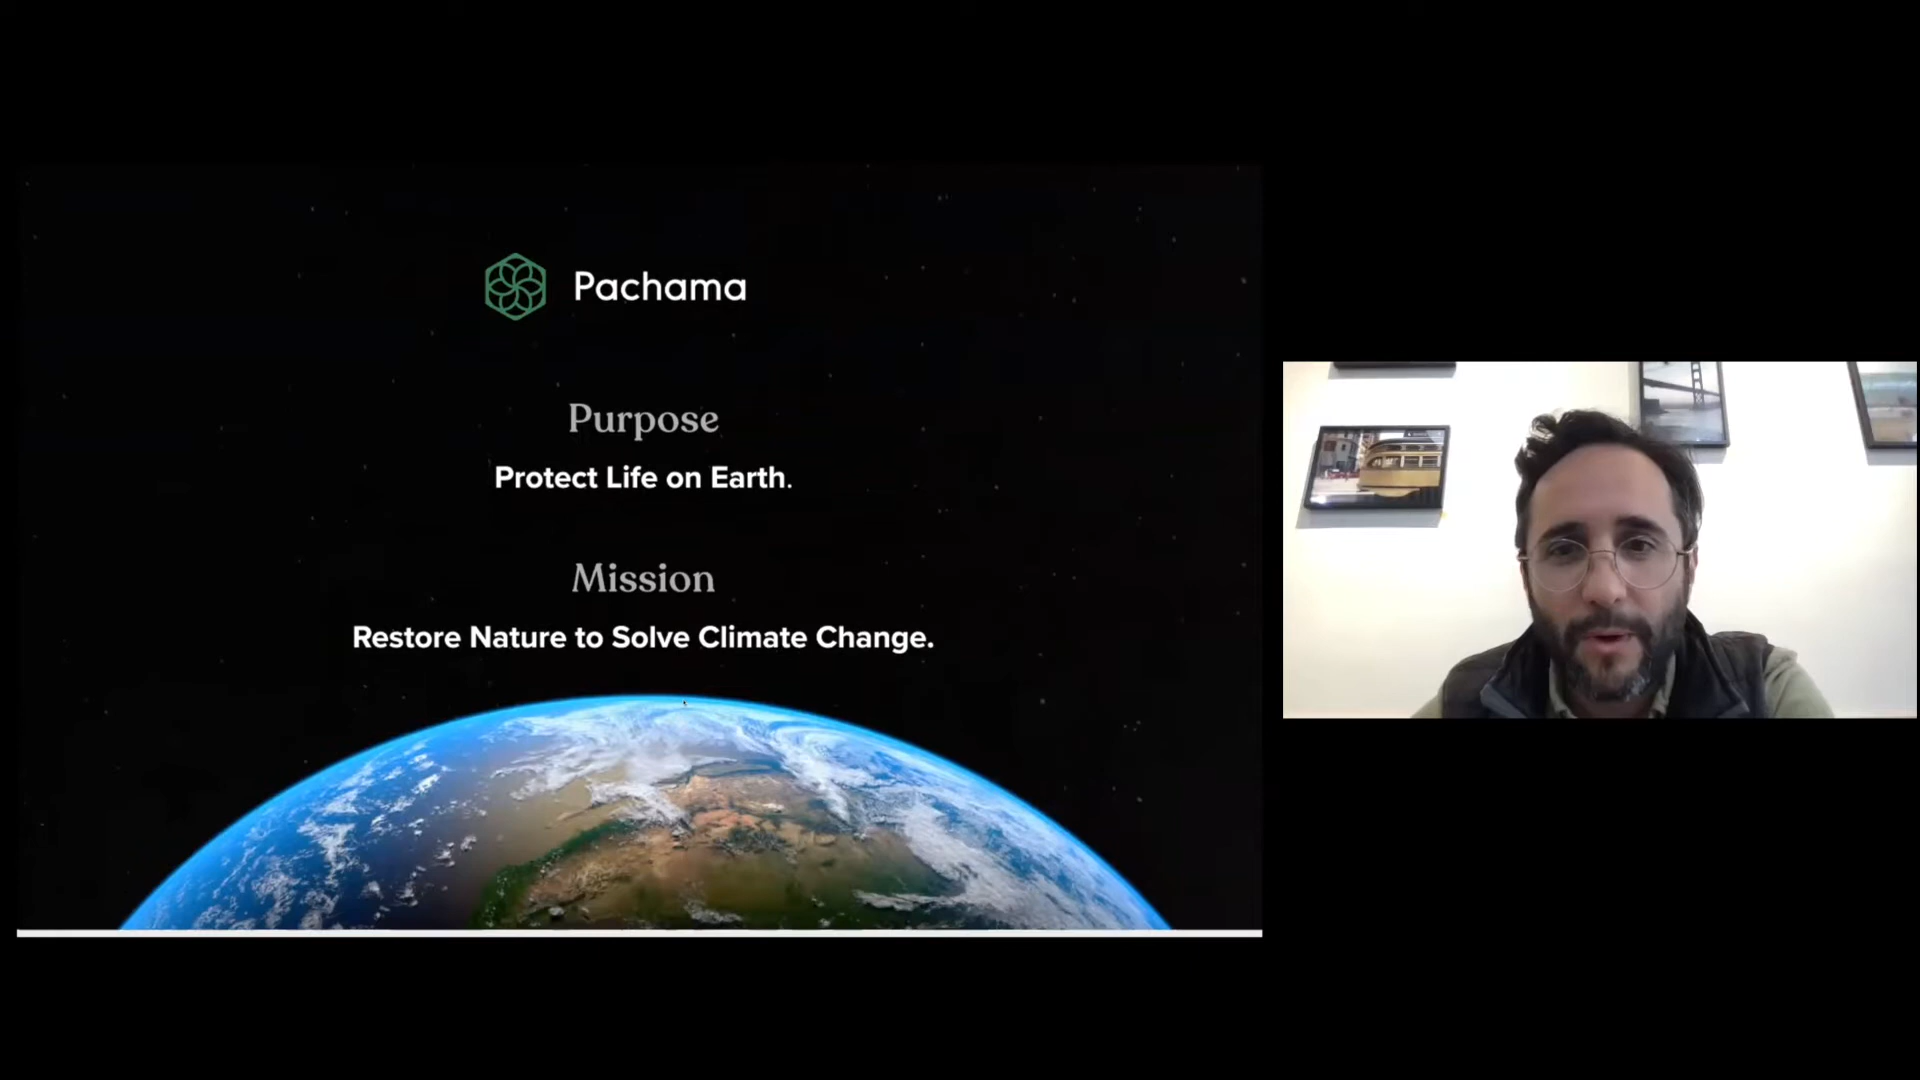 Pachama
Purpose
Protect Life on Earth.
Mission
Restore Nature to Solve Climate Change.